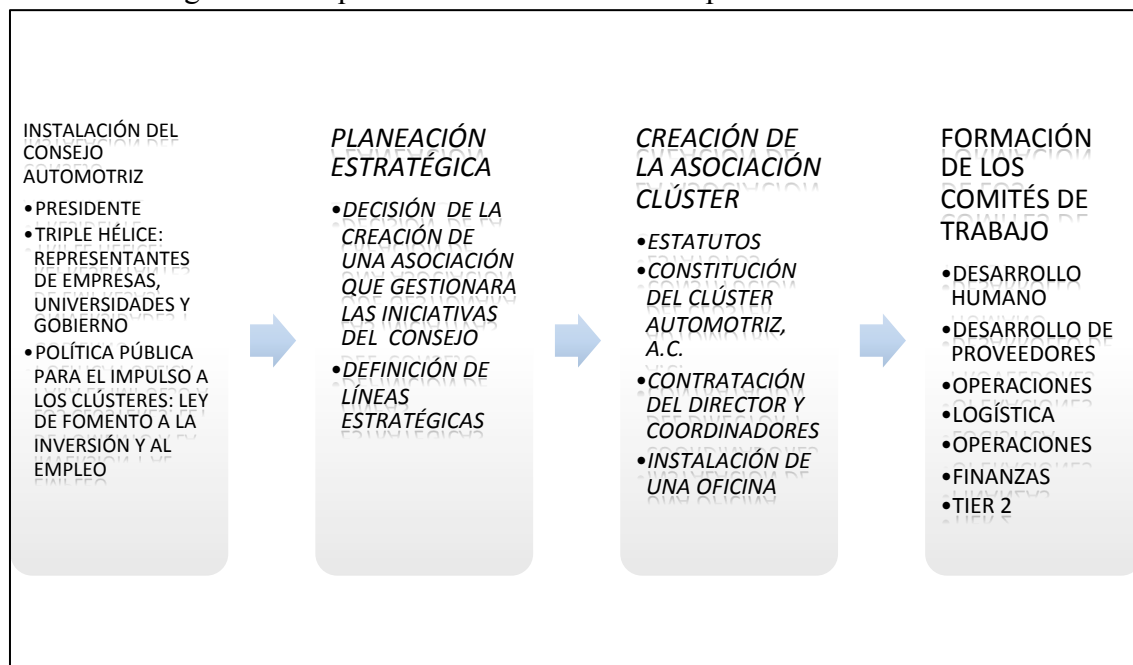 INSTALACIÓN DEL
CONSEJO
AUTOMOTRIZ
•PRESIDENTE
•TRIPLE HÉLICE:
REPRESENTANTES
DE EMPRESAS,
UNIVERSIDADES Y
GOBIERNO
•POLÍTICA PÚBLICA
PARA EL IMPULSO A
LOS CLÚSTERES: LEY
DE FOMENTO A LA
INVERSIÓN Y AL
EMPLEO
PLANEACIÓN
ESTRATÉGICA
•DECISIÓN DE LA
CREACIÓN DE
UNA ASOCIACIÓN
QUE GESTIONARA
LAS INICIATIVAS
DEL CONSEJO
•DEFINICIÓN DE
LÍNEAS
ESTRATÉGICAS
CREACIÓN DE
LA ASOCIACIÓN
CLÚSTER
•ESTATUTOS
•CONSTITUCIÓN
DEL CLÚSTER
AUTOMOTRIZ,
A.C.
•CONTRATACIÓN
DEL DIRECTOR Y
COORDINADORES
•INSTALACIÓN DE
UNA OFICINA
FORMACIÓN
DE LOS
COMITÉS DE
TRABAJO
•DESARROLLO
HUMANO
•DESARROLLO DE
PROVEEDORES
•OPERACIONES
•LOGÍSTICA
•OPERACIONES
•FINANZAS
•TIER 2